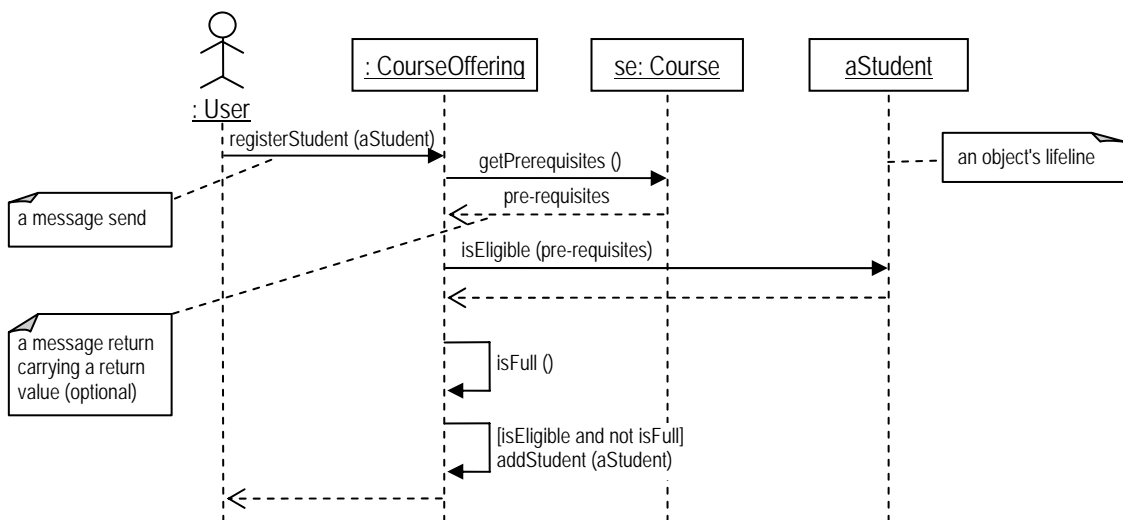 : CourseOffering
se: Course
aStudent
: User
registerStudent (aStudent)
an object's lifeline
getPrerequisites ()
pre-requisites
a message send
isEligible (pre-requisites)
a message return
carrying a return
value (optional)
isFull ()
[isEligible and not isFull]
addStudent (aStudent)